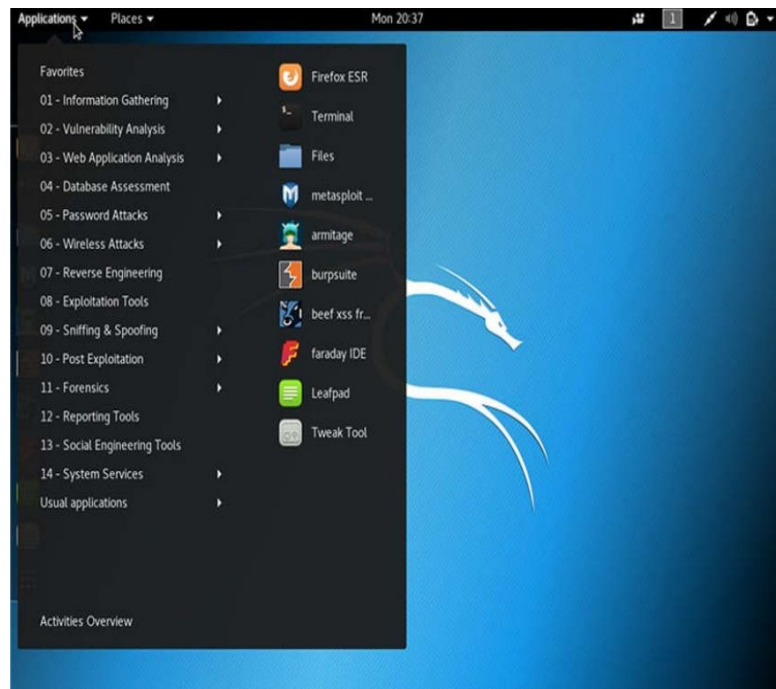 Applications Places Mon 20:37 1
Favorites
01 - Information Gathering
02 - Vulnerability Analysis
03 - Web Application Analysis
04 - Database Assessment
05 - Password Attacks
06 - Wireless Attacks
07 - Reverse Engineering
08 - Exploitation Tools
09 - Sniffing & Spoofing
10 - Post Exploitation
11 - Forensics
12 - Reporting Tools
13 - Social Engineering Tools
14 - System Services
Usual applications
Activities Overview
Firefox ESR
Terminal
Files
metasploit ...
armitage
burpsuite
beef xss fr...
faraday IDE
Leafpad
Tweak Tool